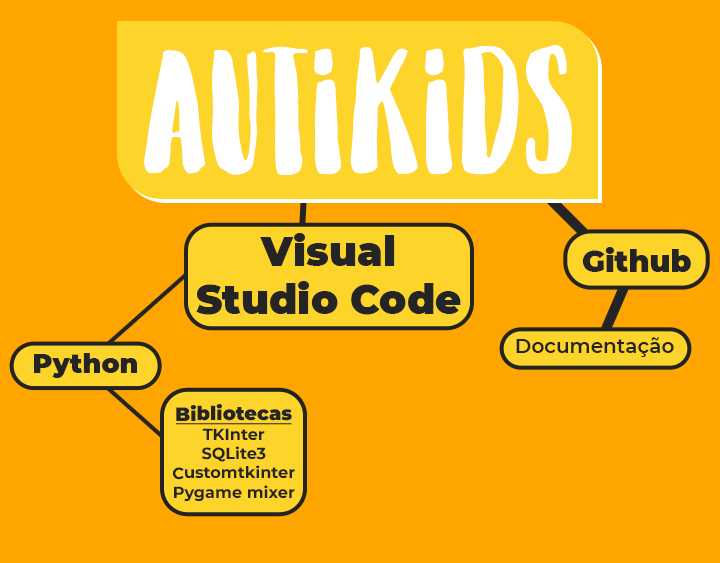 AUTiKiDS
Visual
Studio Code
Github
Documentação
Python
Bibliotecas
TKInter
SQLite3
Customtkinter
Pygame mixer